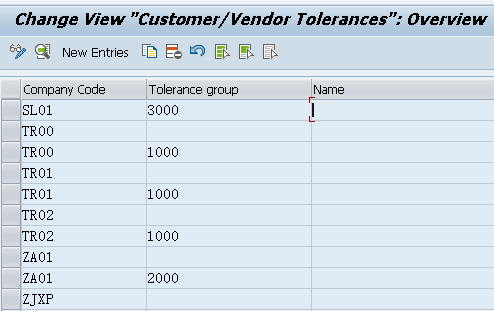 Change View "Customer/Vendor Tolerances": Overview
New Entries
Company Code Tolerance group Name
SL01 3000
TR00
TR00 1000
TR01
TR01 1000
TR02
TR02 1000
ZA01
ZA01 2000
ZJXP